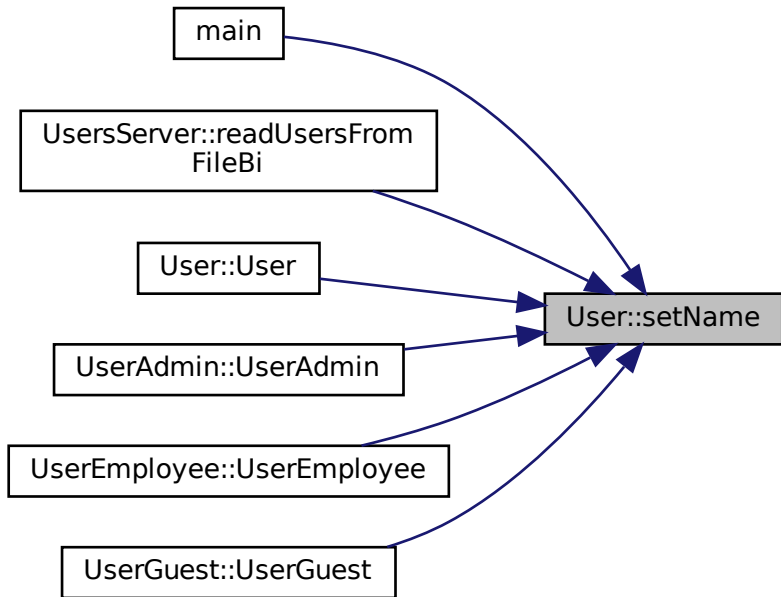 main
UsersServer::readUsersFrom
FileBi
User::User
User::setName
UserAdmin::UserAdmin
UserEmployee::UserEmployee
UserGuest::UserGuest